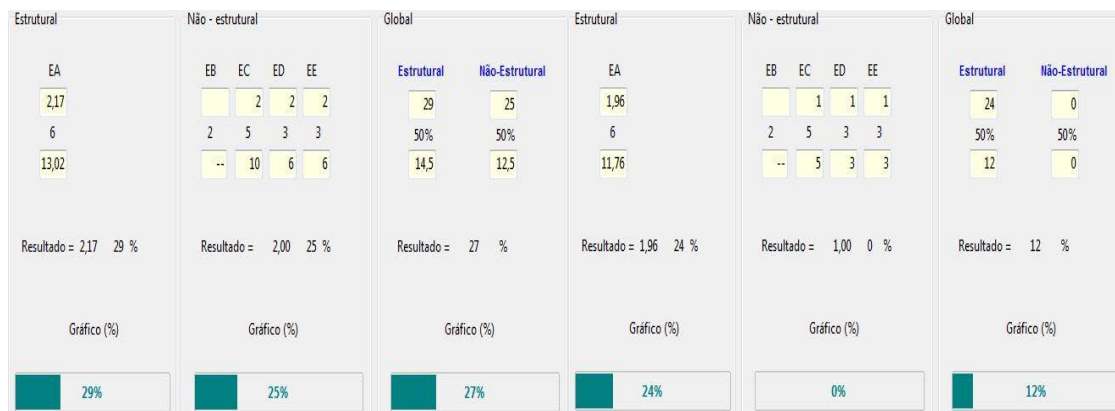 Estrutural Não - estrutural Global Estrutural Não - estrutural Global
EA EB EC ED EE Estrutural Não-Estrutural EA EB EC ED EE Estrutural Não-Estrutural
2,17 2 2 2 29 25 1,96 1 1 1 24 0
6 2 5 3 3 50% 50% 6 2 5 3 3 50% 50%
13,02 -- 10 6 6 14,5 12,5 11,76 -- 5 3 3 12 0
Resultado = 2,17 29 % Resultado = 2,00 25 % Resultado = 27 % Resultado = 1,96 24 % Resultado = 1,00 0 % Resultado = 12 %
Gráfico (%) Gráfico (%) Gráfico (%) Gráfico (%) Gráfico (%) Gráfico (%)
29% 25% 27% 24% 0% 12%